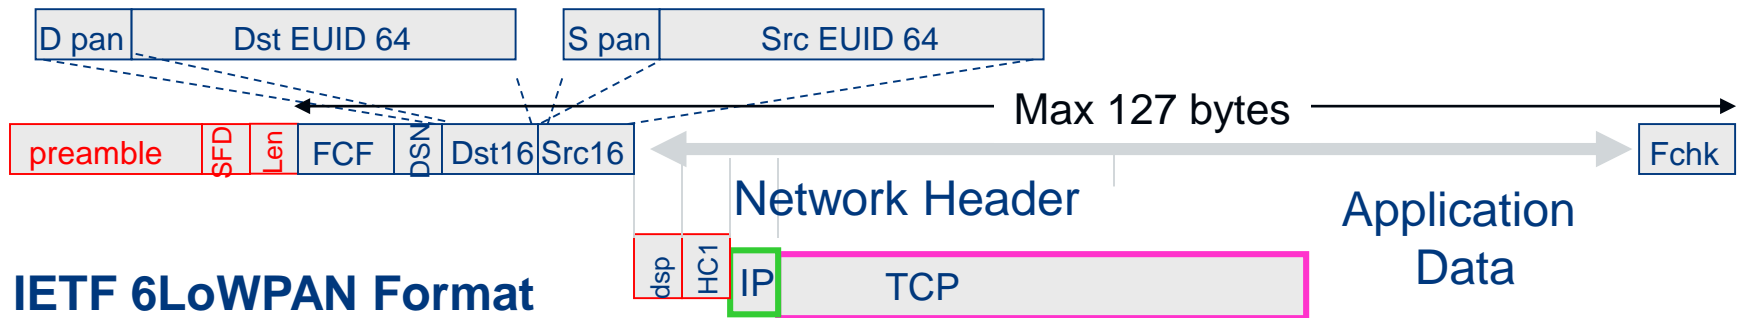 D pan Dst EUID 64 S pan Src EUID 64
Max 127 bytes
preamble SFD Len FCF DSN Dst16 Src16 Fchk
Network Header
Application
Data
dsp HC1 IP TCP
IETF 6LoWPAN Format